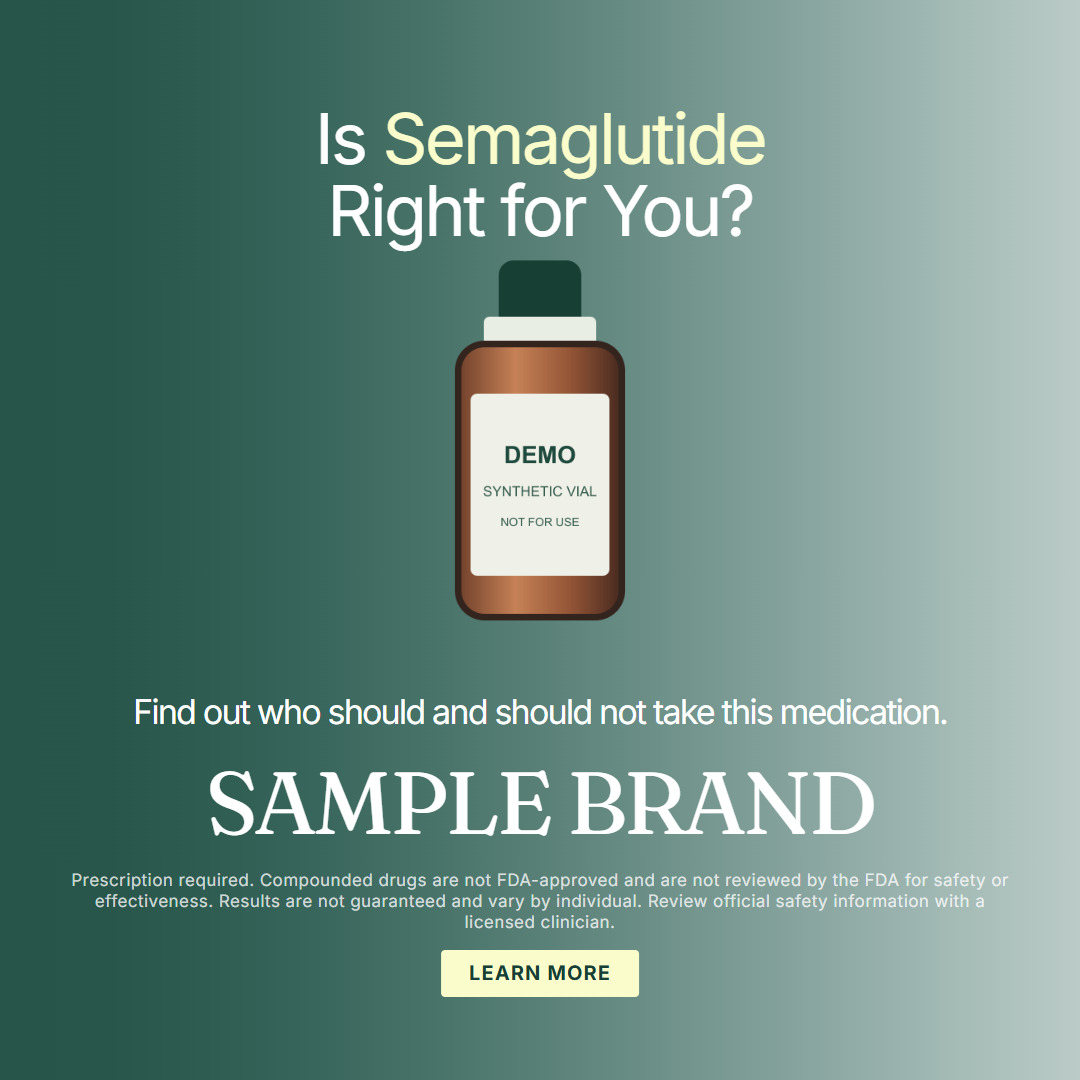 Is Semaglutide
Right for You?
DEMO
SYNTHETIC VIAL
NOT FOR USE
Find out who should and should not take this medication.
SAMPLE BRAND
Prescription required. Compounded drugs are not FDA-approved and are not reviewed by the FDA for safety or
effectiveness. Results are not guaranteed and vary by individual. Review official safety information with a
licensed clinician.
LEARN MORE